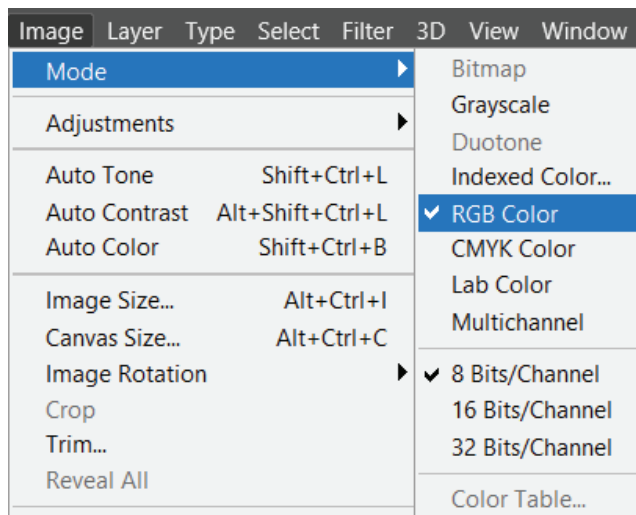 Image Layer Type Select Filter 3D View Window
Mode
Adjustments
Auto Tone Shift+Ctrl+L
Auto Contrast Alt+Shift+Ctrl+L
Auto Color Shift+Ctrl+B
Image Size... Alt+Ctrl+I
Canvas Size... Alt+Ctrl+C
Image Rotation
Crop
Trim...
Reveal All
Bitmap
Grayscale
Duotone
Indexed Color...
RGB Color
CMYK Color
Lab Color
Multichannel
8 Bits/Channel
16 Bits/Channel
32 Bits/Channel
Color Table...